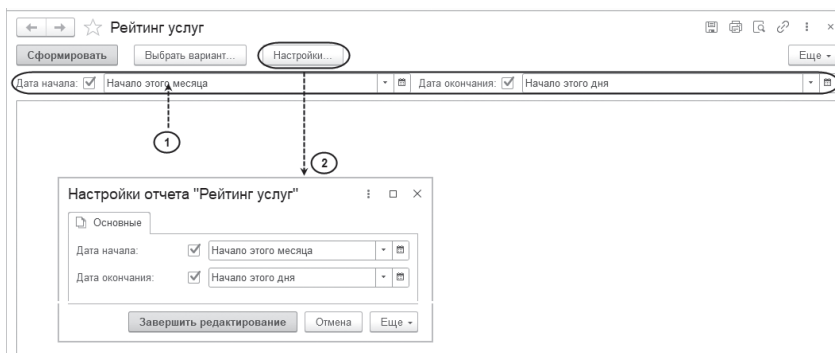 Рейтинг услуг
Сформировать Выбрать вариант... Настройки... Еще
Дата начала: Начало этого месяца Дата окончания: Начало этого дня
1
2
Настройки отчета "Рейтинг услуг"
Основные
Дата начала: Начало этого месяца
Дата окончания: Начало этого дня
Завершить редактирование Отмена Еще